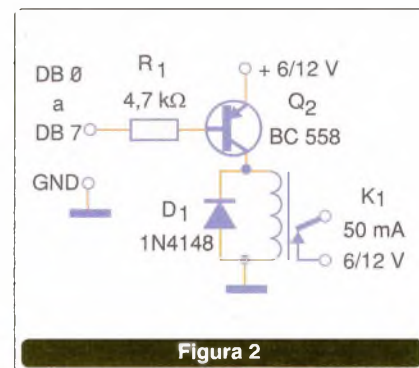 DB 0
a
DB 7
GND
R1
4,7 kΩ
+ 6/12 V
Q2
BC 558
D1
1N4148
K1
50 mA
6/12 V
Figura 2